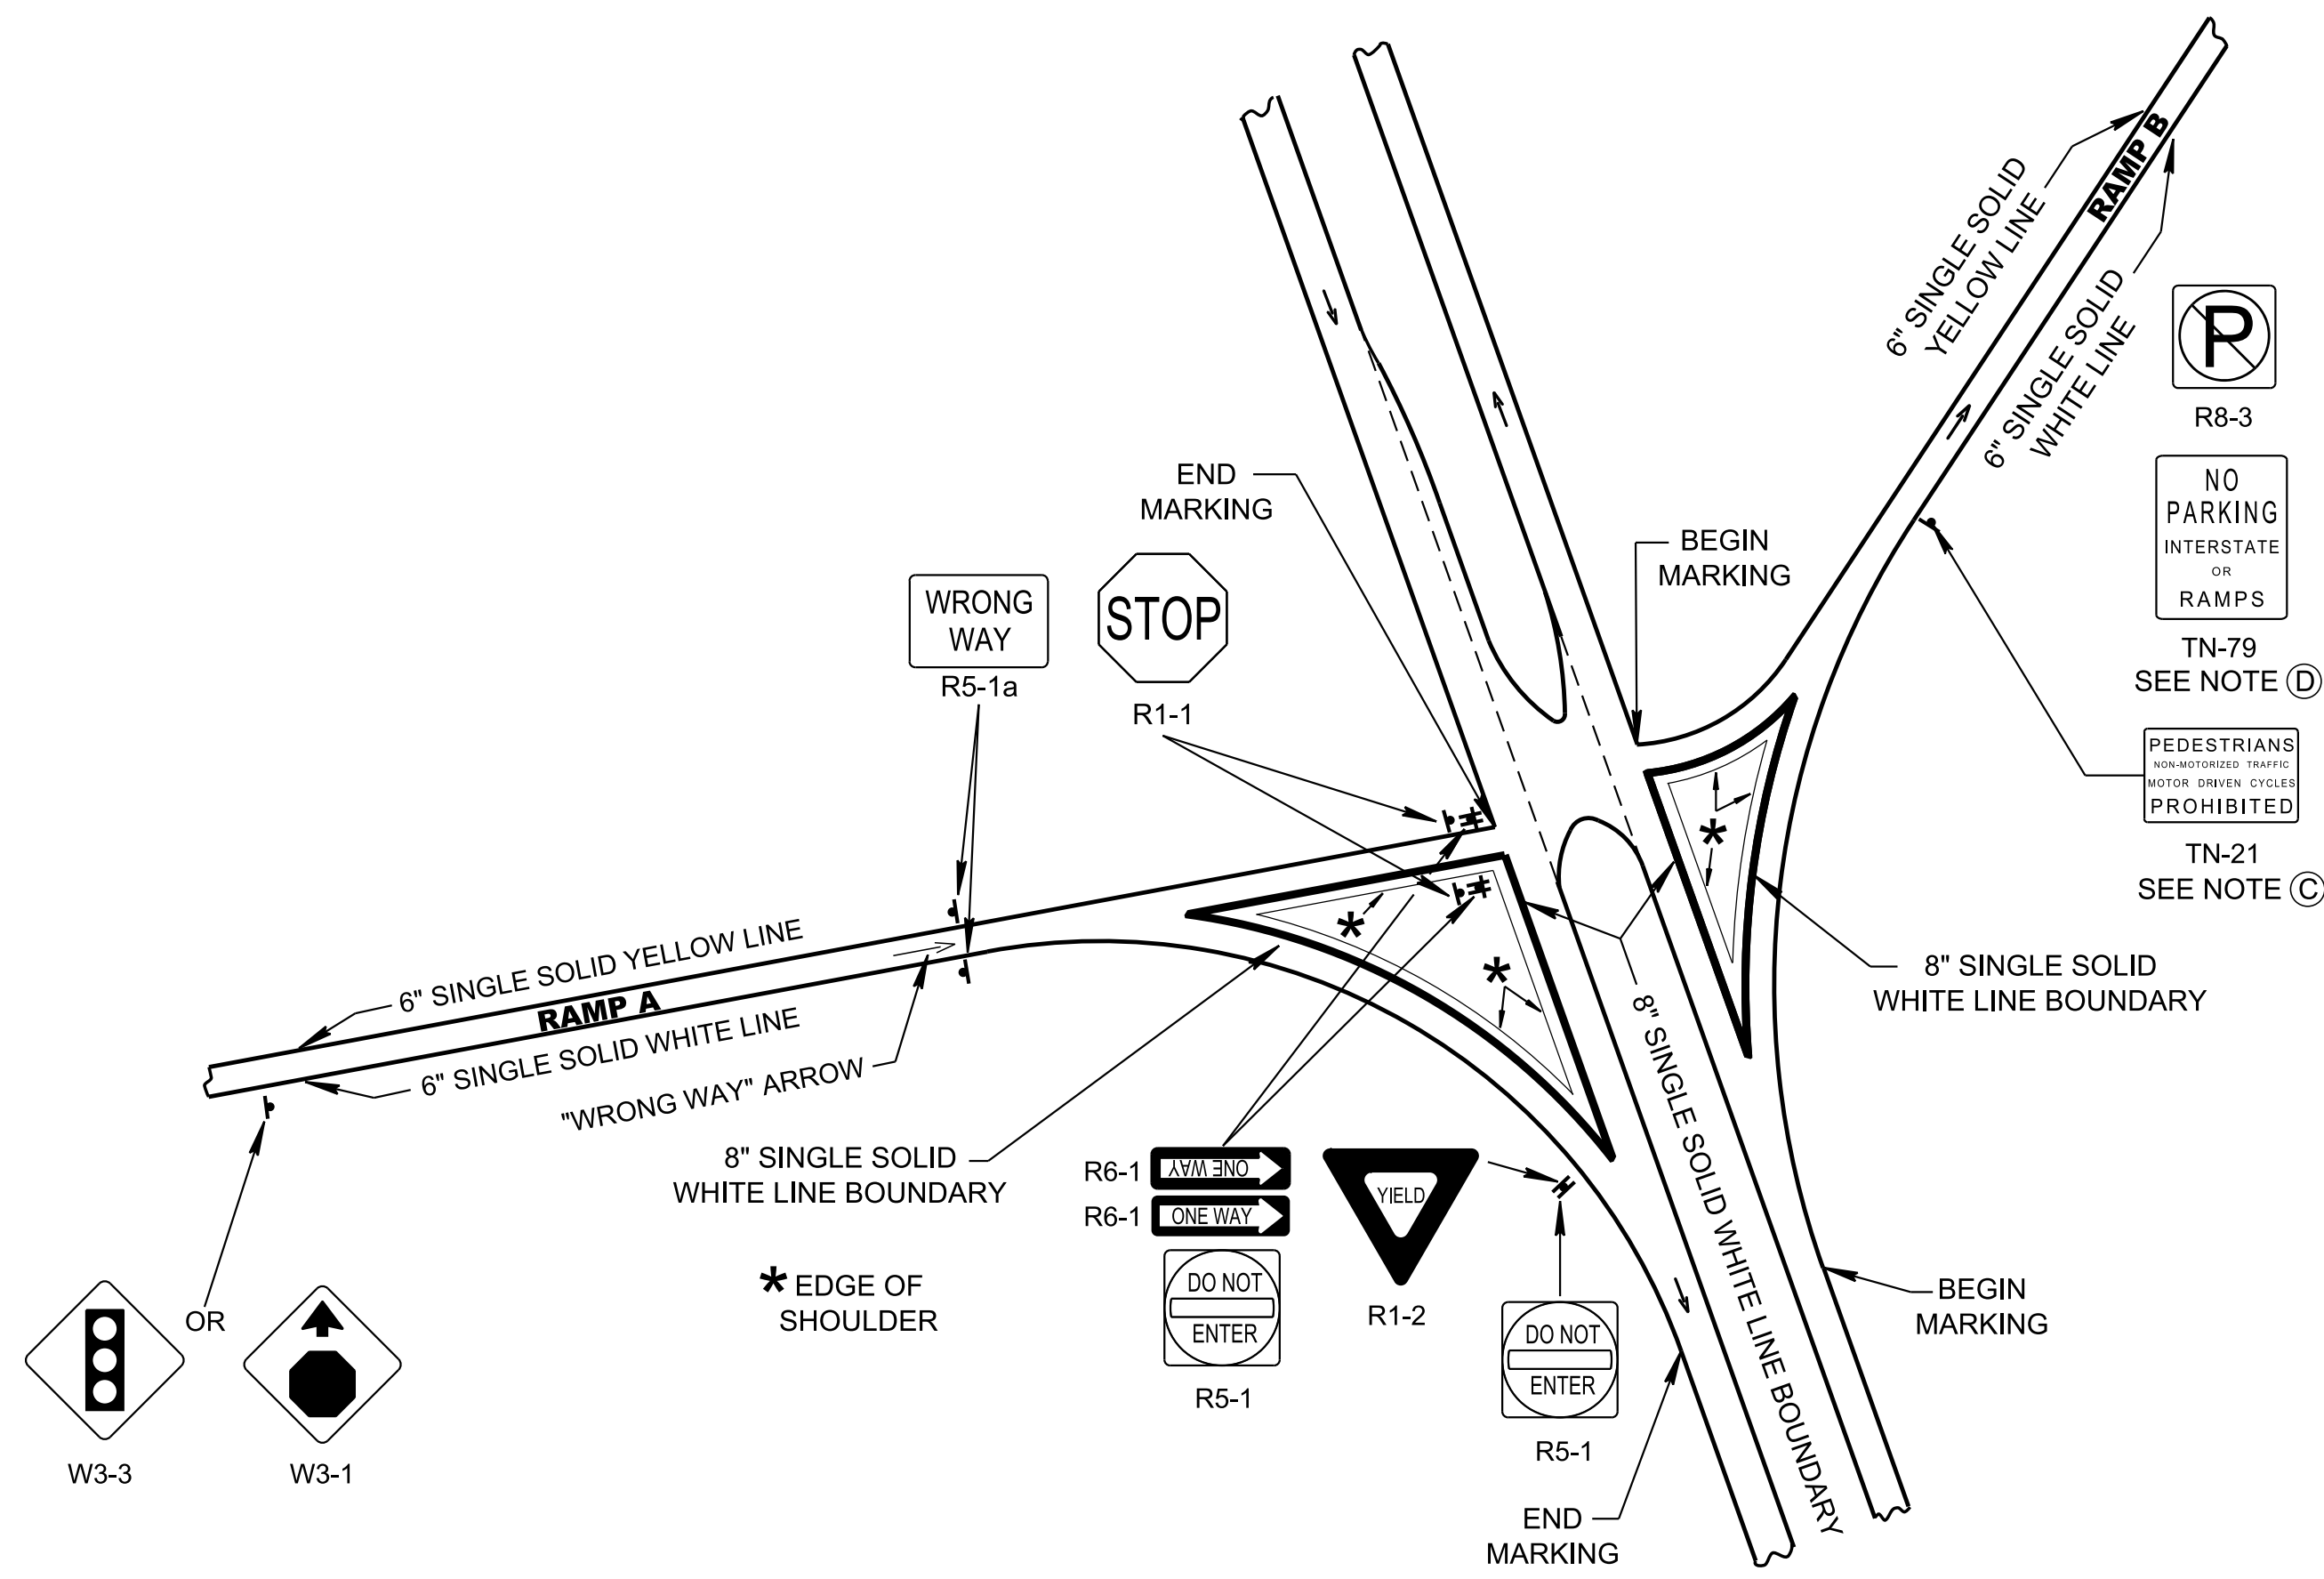 6" SINGLE SOLID
YELLOW LINE
RAMP B
6" SINGLE SOLID
WHITE LINE
P
R8-3
NO
PARKING
INTERSTATE
OR
RAMPS
TN-79
SEE NOTE D
PEDESTRIANS
NON-MOTORIZED TRAFFIC
MOTOR DRIVEN CYCLES
PROHIBITED
TN-21
SEE NOTE C
END
MARKING
BEGIN
MARKING
WRONG
WAY
R5-1a
STOP
R1-1
6" SINGLE SOLID YELLOW LINE
RAMP A
6" SINGLE SOLID WHITE LINE
"WRONG WAY" ARROW
8" SINGLE SOLID
WHITE LINE BOUNDARY
8" SINGLE SOLID WHITE LINE BOUNDARY
8" SINGLE SOLID
WHITE LINE BOUNDARY
R6-1 ONE WAY
R6-1 ONE WAY
DO NOT
ENTER
R5-1
YIELD
R1-2
DO NOT
ENTER
R5-1
* EDGE OF
SHOULDER
OR
W3-3
W3-1
BEGIN
MARKING
END
MARKING